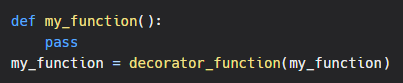 def my_function():
    pass
my_function = decorator_function(my_function)